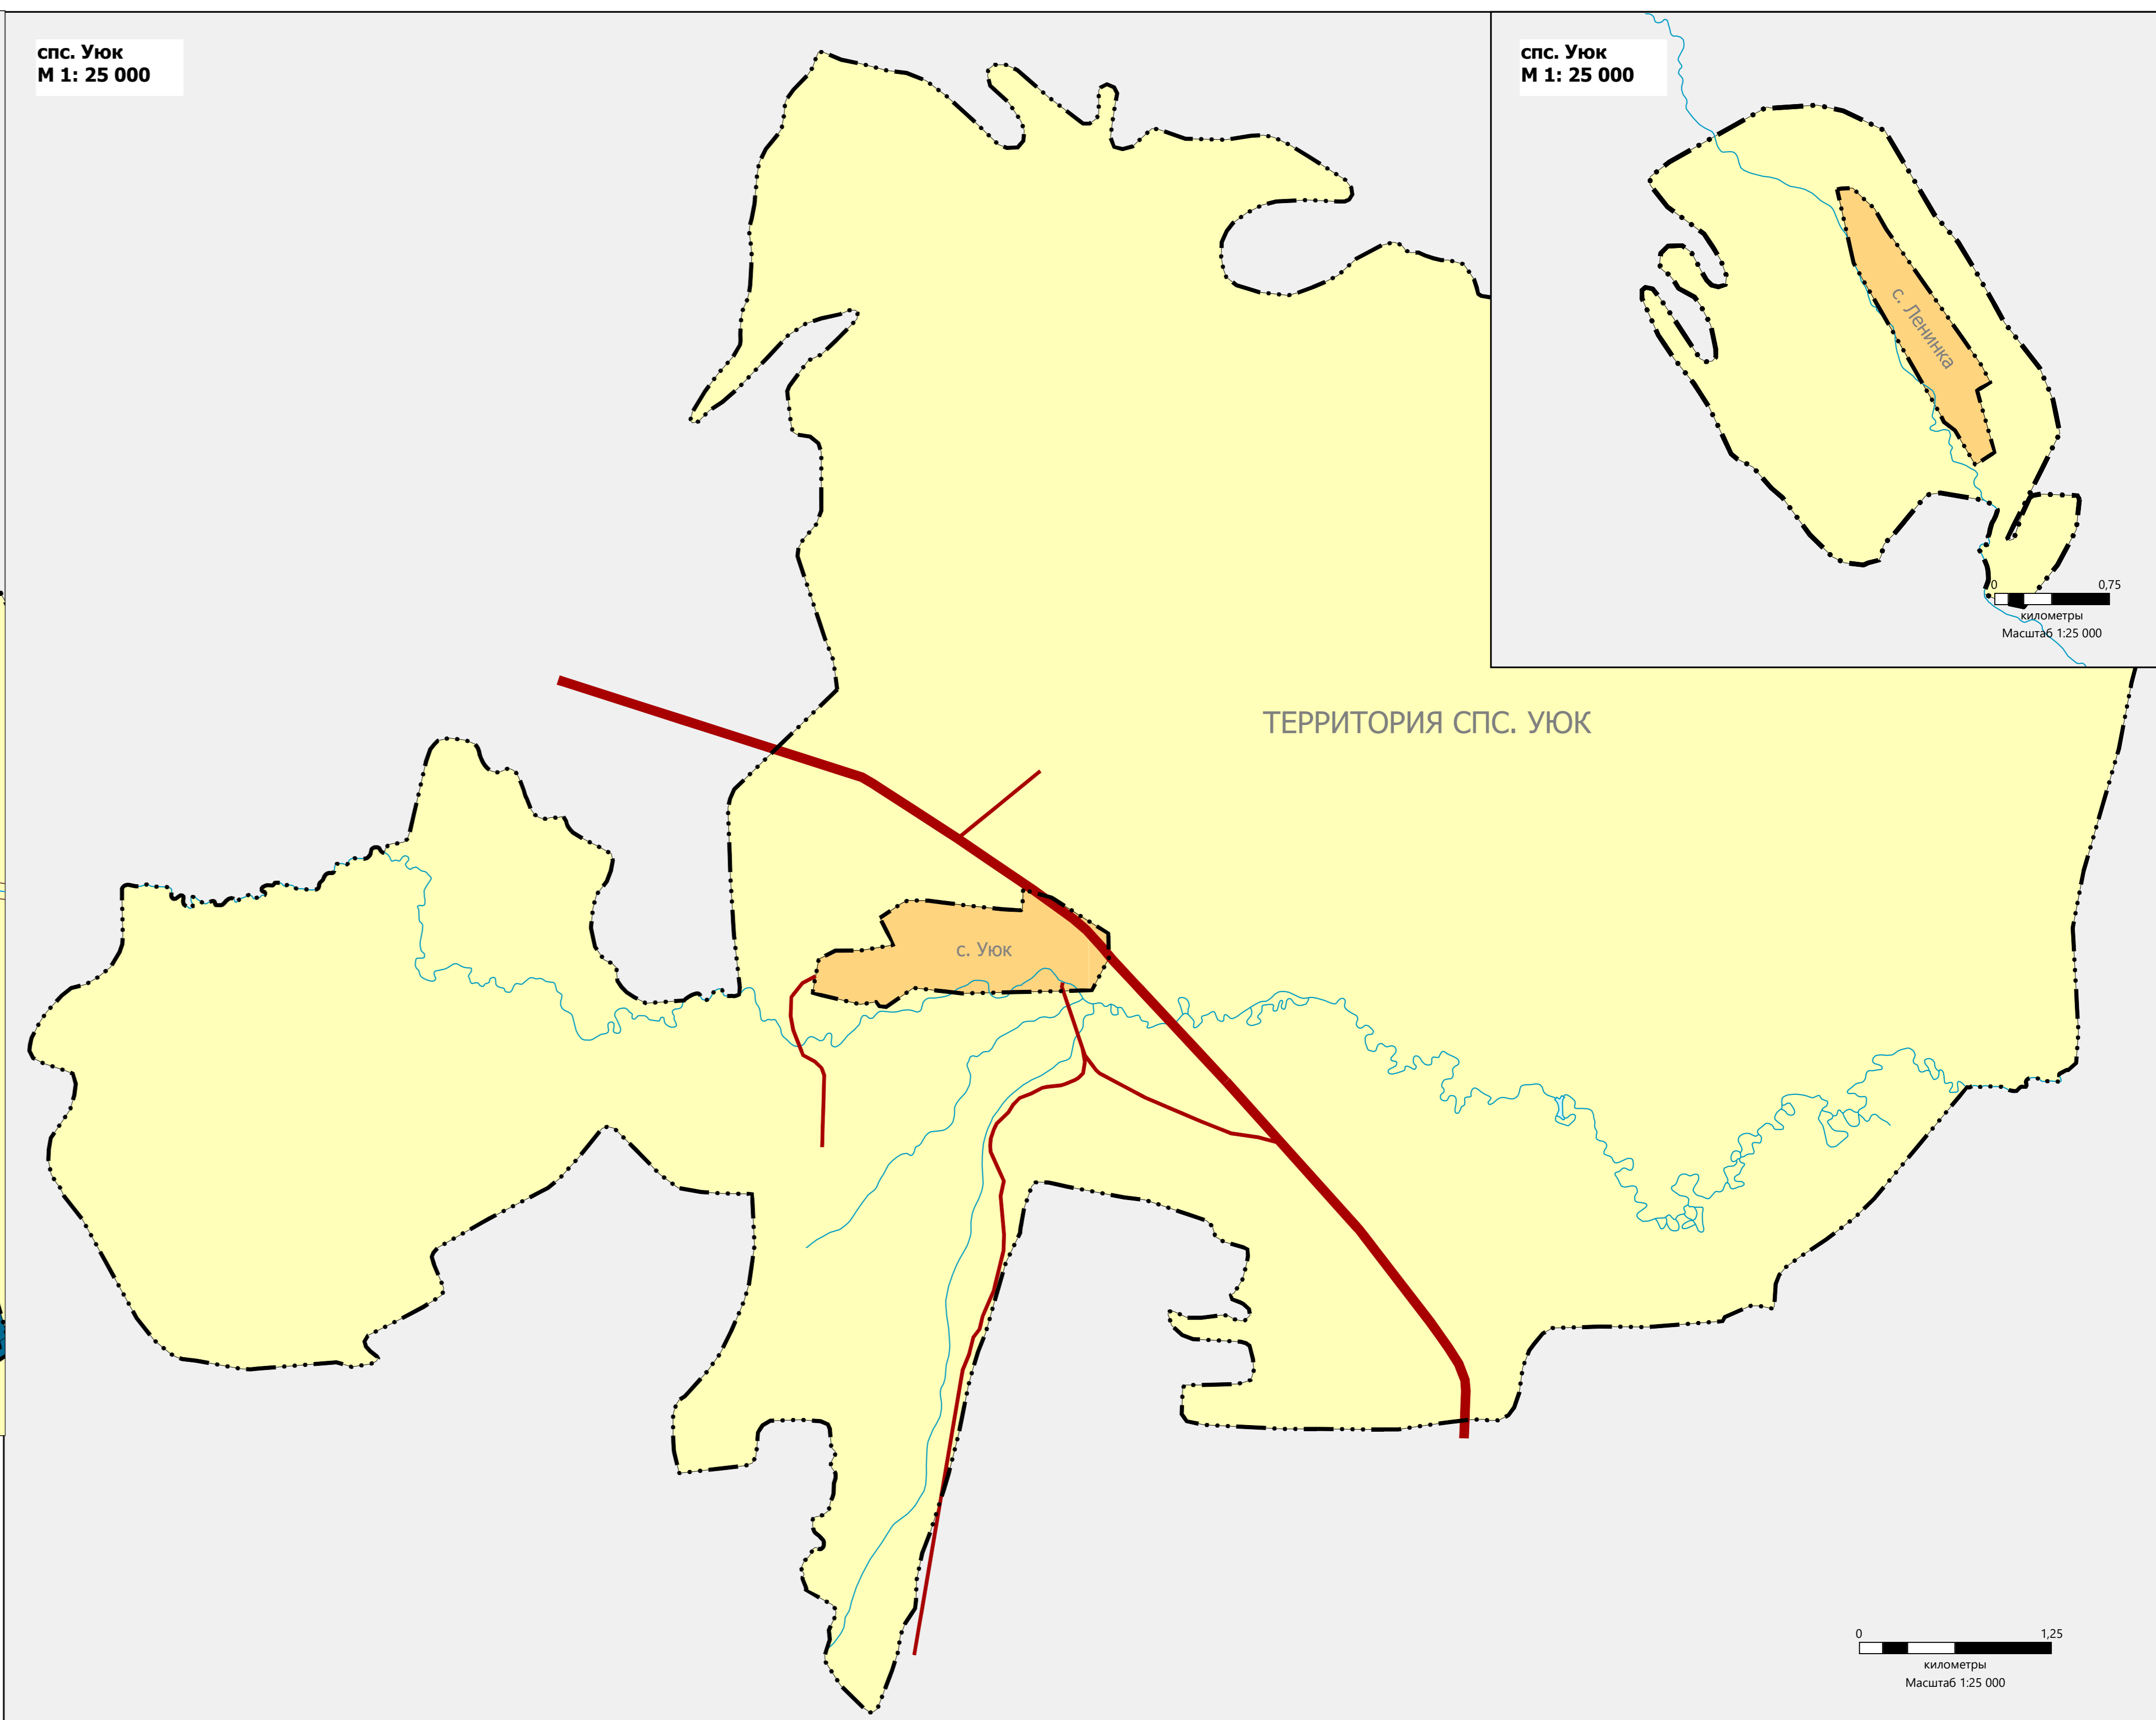 спс. Уюк
М 1: 25 000
спс. Уюк
М 1: 25 000
с. Ленинка
0 0,75
километры
Масштаб 1:25 000
ТЕРРИТОРИЯ СПС. УЮК
с. Уюк
0 1,25
километры
Масштаб 1:25 000